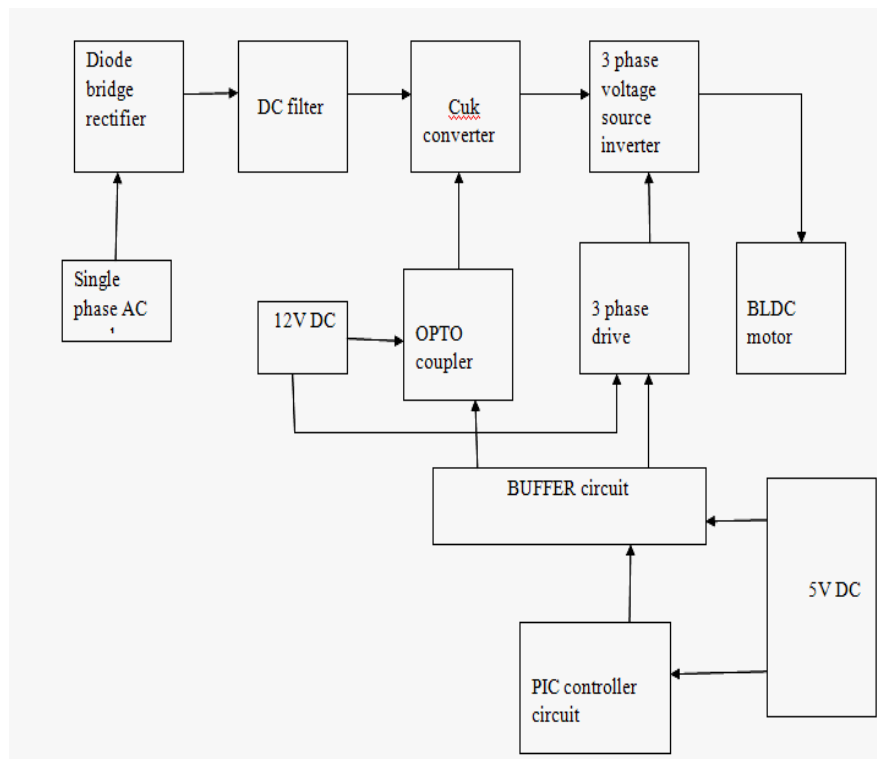 Diode
bridge
rectifier
DC filter
Cuk
converter
3 phase
voltage
source
inverter
Single
phase AC
12V DC
OPTO
coupler
3 phase
drive
BLDC
motor
BUFFER circuit
5V DC
PIC controller
circuit